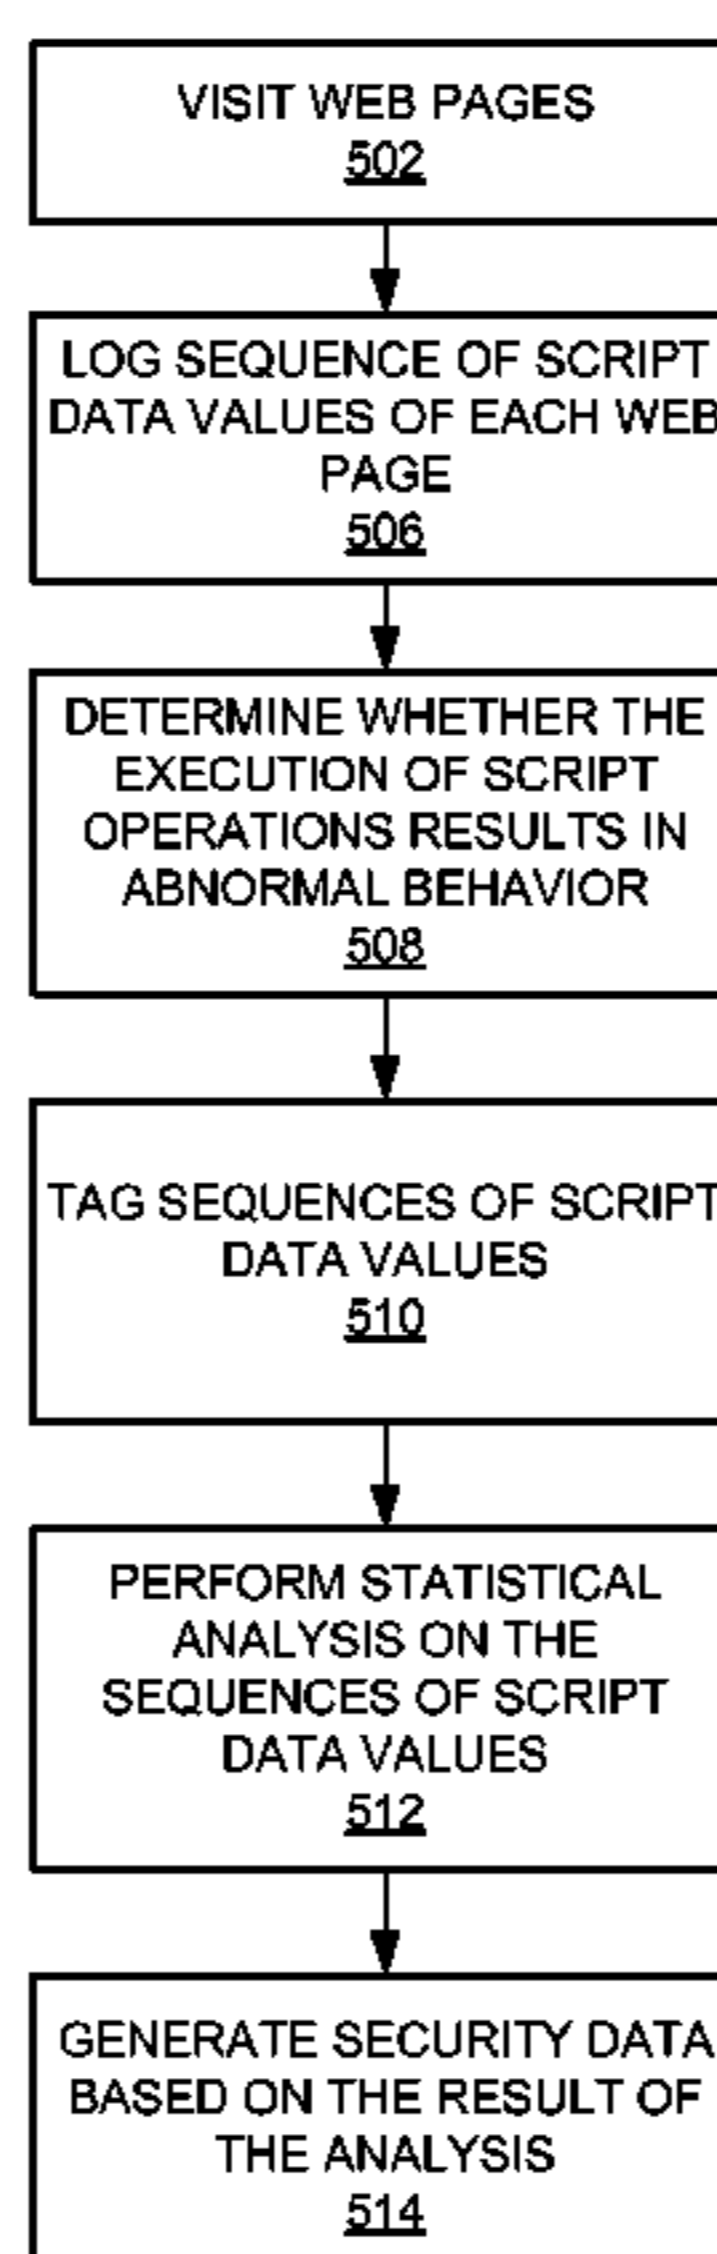 VISIT WEB PAGES
502
LOG SEQUENCE OF SCRIPT
DATA VALUES OF EACH WEB
PAGE
506
DETERMINE WHETHER THE
EXECUTION OF SCRIPT
OPERATIONS RESULTS IN
ABNORMAL BEHAVIOR
508
TAG SEQUENCES OF SCRIPT
DATA VALUES
510
PERFORM STATISTICAL
ANALYSIS ON THE
SEQUENCES OF SCRIPT
DATA VALUES
512
GENERATE SECURITY DATA
BASED ON THE RESULT OF
THE ANALYSIS
514